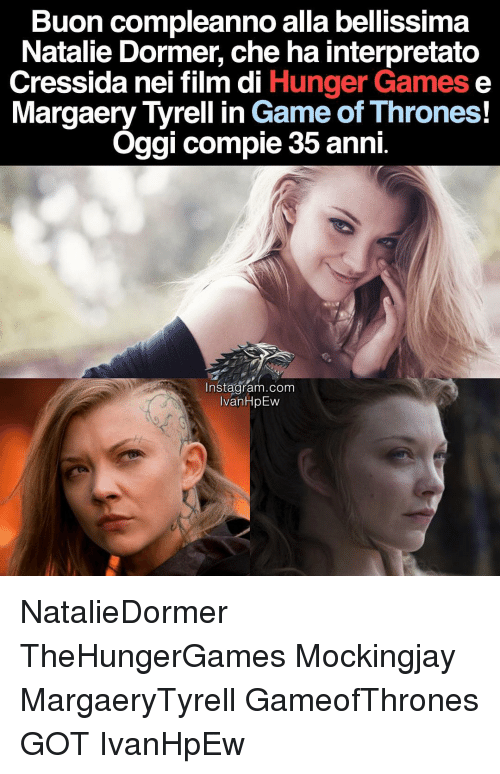 Buon compleanno alla bellissima
Natalie Dormer, che ha interpretato
Cressida nei film di Hunger Games e
Margaery Tyrell in Game of Thrones!
Oggi compie 35 anni.
Instagram.com
IvanHpEw
NatalieDormer
TheHungerGames Mockingjay
MargaeryTyrell GameofThrones
GOT IvanHpEw